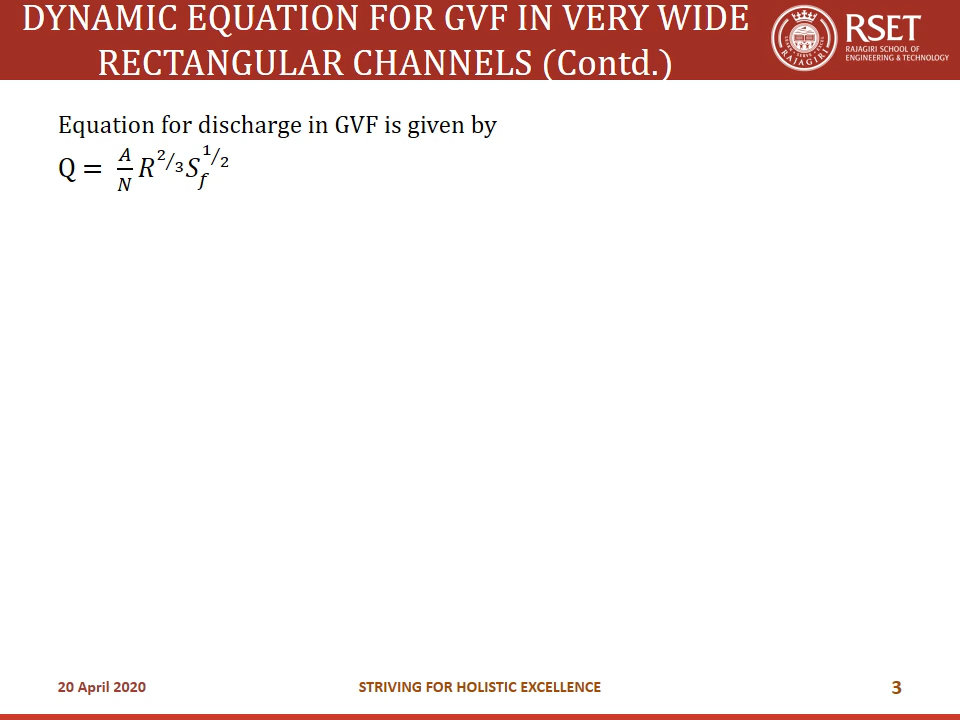 DYNAMIC EQUATION FOR GVF IN VERY WIDE
RECTANGULAR CHANNELS (Contd.)
RSET
RAJAGIRI SCHOOL OF
ENGINEERING & TECHNOLOGY
RAJAGIRI
Equation for discharge in GVF is given by
Q = A/N R^2/3 S_f^1/2
20 April 2020
STRIVING FOR HOLISTIC EXCELLENCE
3